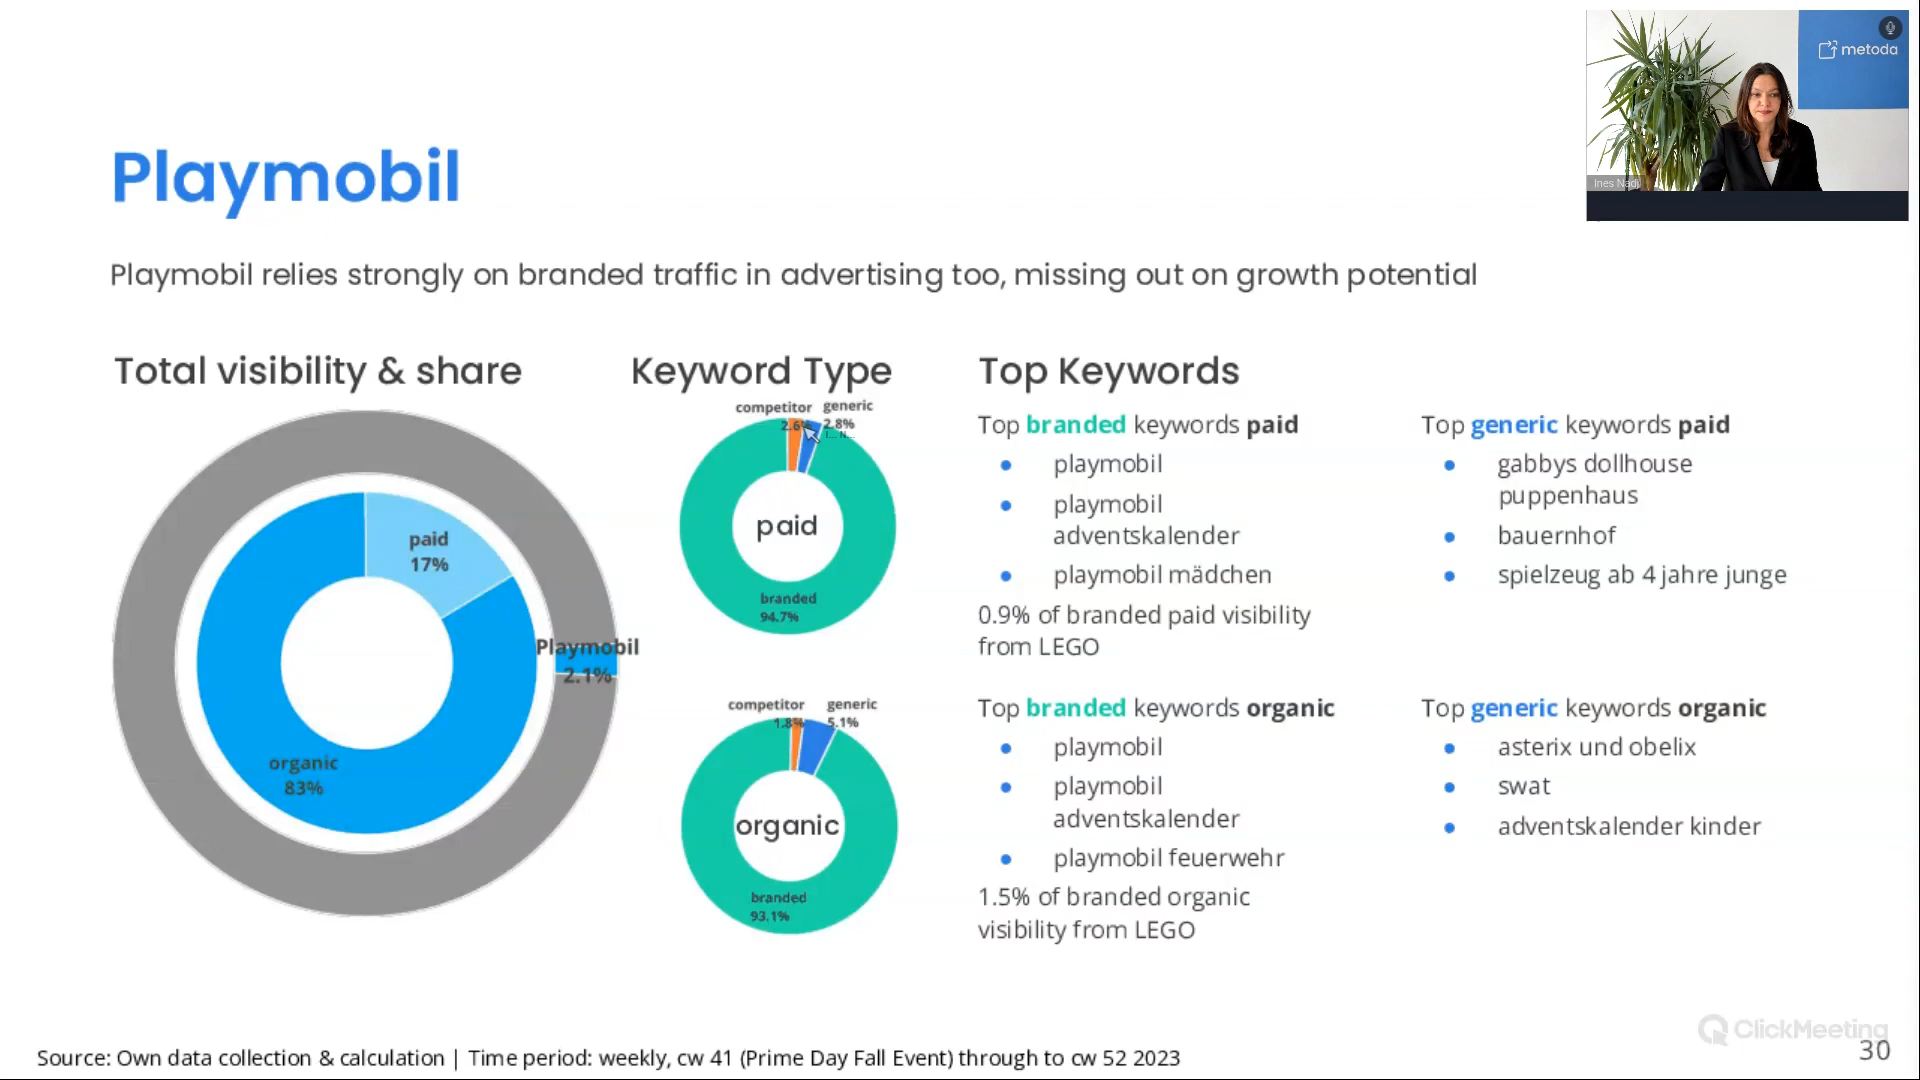 metoda
Ines Nadj
Playmobil
Playmobil relies strongly on branded traffic in advertising too, missing out on growth potential
Total visibility & share
paid
17%
Playmobil
2.1%
organic
83%
Keyword Type
competitor
2.6%
generic
2.8%
paid
branded
94.7%
competitor
1.8%
generic
5.1%
organic
branded
93.1%
Top Keywords
Top branded keywords paid
playmobil
playmobil
adventskalender
playmobil mädchen
0.9% of branded paid visibility
from LEGO
Top generic keywords paid
gabbys dollhouse
puppenhaus
bauernhof
spielzeug ab 4 jahre junge
Top branded keywords organic
playmobil
playmobil
adventskalender
playmobil feuerwehr
1.5% of branded organic
visibility from LEGO
Top generic keywords organic
asterix und obelix
swat
adventskalender kinder
ClickMeeting
Source: Own data collection & calculation | Time period: weekly, cw 41 (Prime Day Fall Event) through to cw 52 2023
30